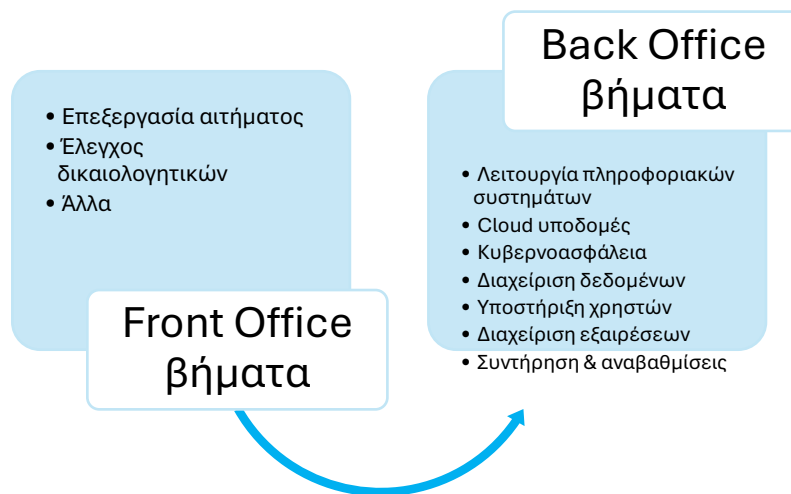 • Επεξεργασία αιτήματος
• Έλεγχος
δικαιολογητικών
• Άλλα
Front Office
βήματα
Back Office
βήματα
• Λειτουργία πληροφοριακών
συστημάτων
• Cloud υποδομές
• Κυβερνοασφάλεια
• Διαχείριση δεδομένων
• Υποστήριξη χρηστών
• Διαχείριση εξαιρέσεων
• Συντήρηση & αναβαθμίσεις